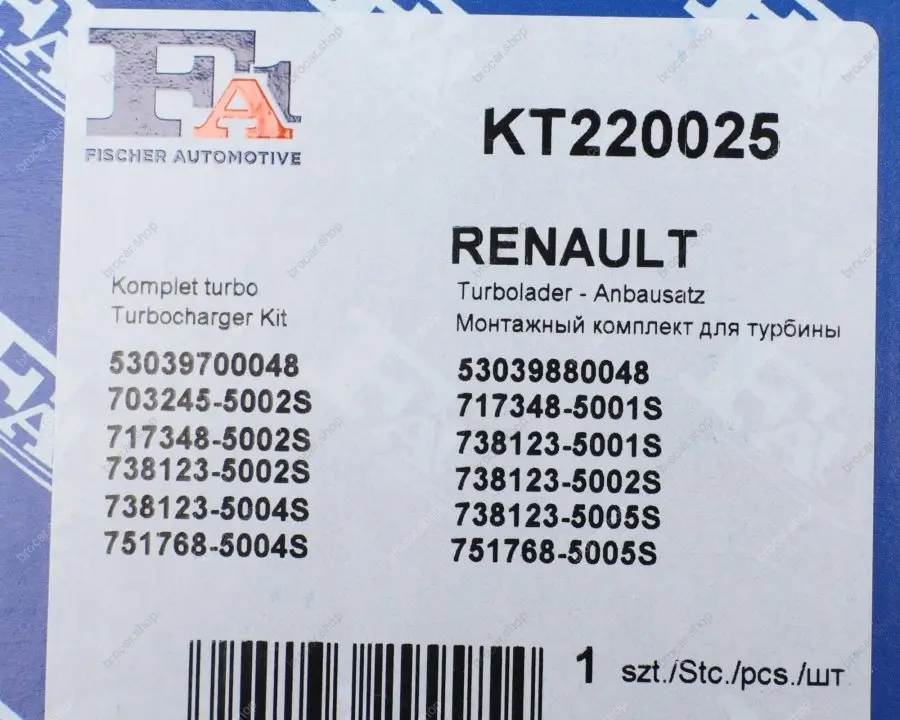 FA1
FISCHER AUTOMOTIVE
KT220025
RENAULT
Komplet turbo
Turbocharger Kit
Turbolader - Anbausatz
Монтажный комплект для турбины
53039700048
703245-5002S
717348-5002S
738123-5002S
738123-5004S
751768-5004S
53039880048
717348-5001S
738123-5001S
738123-5002S
738123-5005S
751768-5005S
1 szt./Stc./pcs./шт
brocar.shop